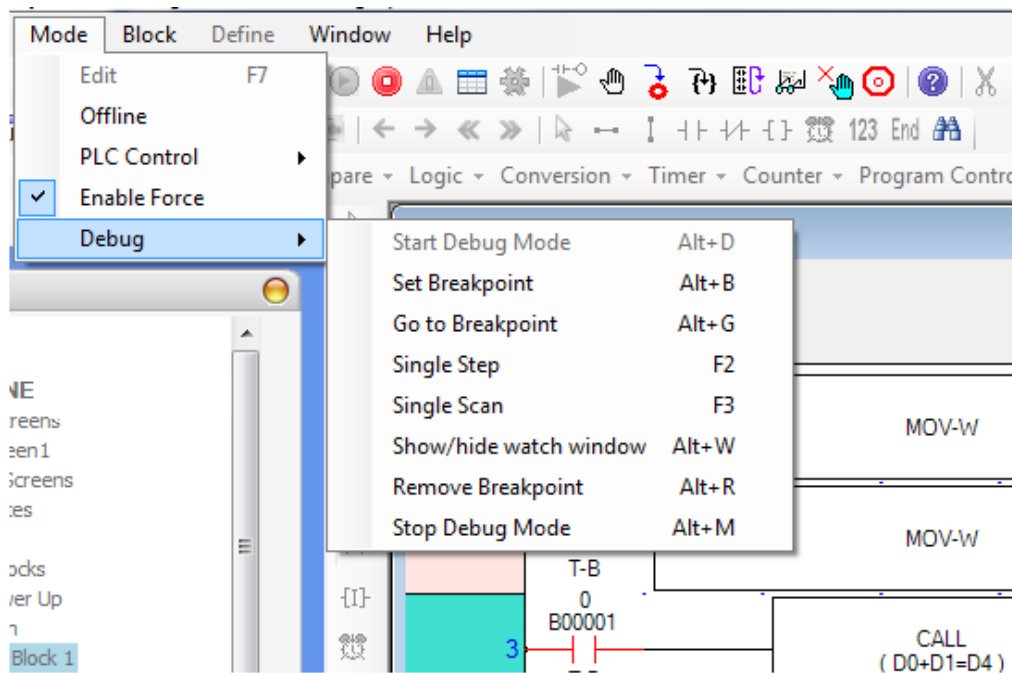 Mode Block Define Window Help
Edit F7
Offline
PLC Control
Enable Force
Debug
123 End
pare Logic Conversion Timer Counter Program Contro
Start Debug Mode Alt+D
Set Breakpoint Alt+B
Go to Breakpoint Alt+G
Single Step F2
Single Scan F3
Show/hide watch window Alt+W
Remove Breakpoint Alt+R
Stop Debug Mode Alt+M
NE
reens
een1
Screens
tes
ocks
er Up
n
Block 1
MOV-W
MOV-W
T-B
0
B00001
3
CALL
( D0+D1=D4 )